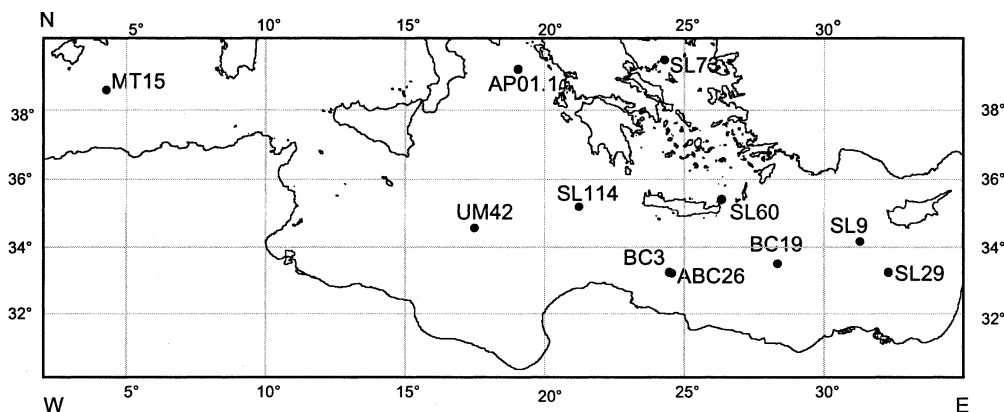 N
5° 10° 15° 20° 25° 30°
MT15
AP01.1
SL73
38° 38°
36° 36°
SL114
UM42
SL60
SL9
34° 34°
BC19
BC3
ABC26
SL29
32° 32°
5° 10° 15° 20° 25° 30°
W E